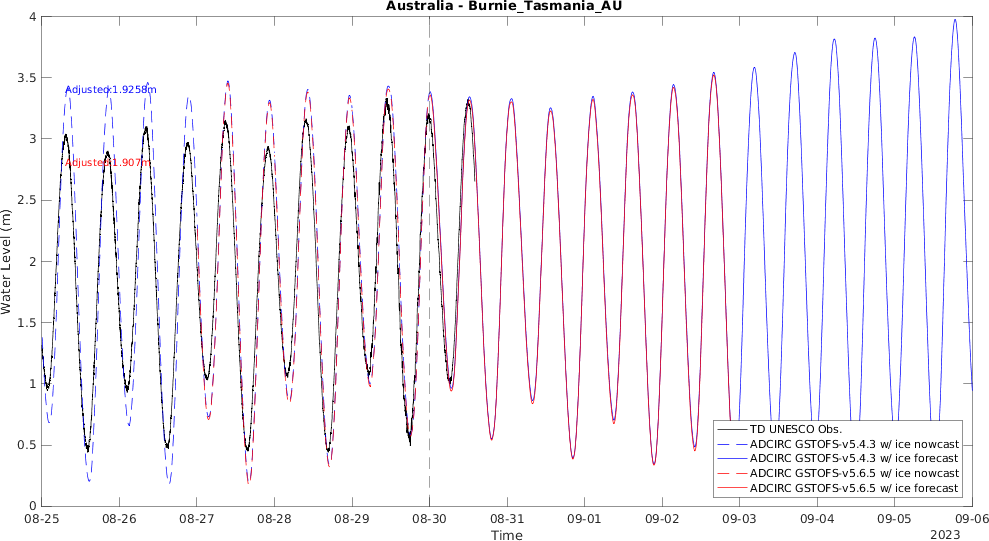 Australia - Burnie_Tasmania_AU
4
3.5
3
2.5
2
1.5
1
0.5
0
Water Level (m)
Adjusted:1.9258m
Adjusted:1.907m
TD UNESCO Obs.
ADCIRC GSTOFS-v5.4.3 w/ ice nowcast
ADCIRC GSTOFS-v5.4.3 w/ ice forecast
ADCIRC GSTOFS-v5.6.5 w/ ice nowcast
ADCIRC GSTOFS-v5.6.5 w/ ice forecast
08-25 08-26 08-27 08-28 08-29 08-30 08-31 09-01 09-02 09-03 09-04 09-05 09-06
Time
2023